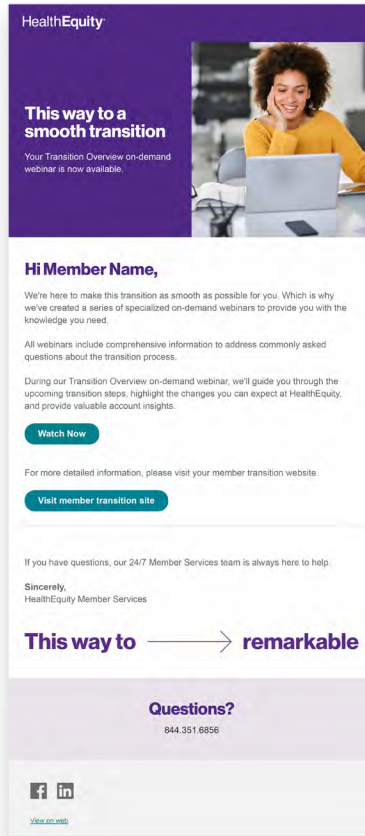 HealthEquity
This way to a
smooth transition
Your Transition Overview on-demand
webinar is now available.
Hi Member Name,
We're here to make this transition as smooth as possible for you. Which is why
we've created a series of specialized on-demand webinars to provide you with the
knowledge you need.
All webinars include comprehensive information to address commonly asked
questions about the transition process.
During our Transition Overview on-demand webinar, we'll guide you through the
upcoming transition steps, highlight the changes you can expect at HealthEquity,
and provide valuable account insights.
Watch Now
For more detailed information, please visit your member transition website.
Visit member transition site
If you have questions, our 24/7 Member Services team is always here to help.
Sincerely,
HealthEquity Member Services
This way to remarkable
Questions?
844.351.6856
f in
View on web